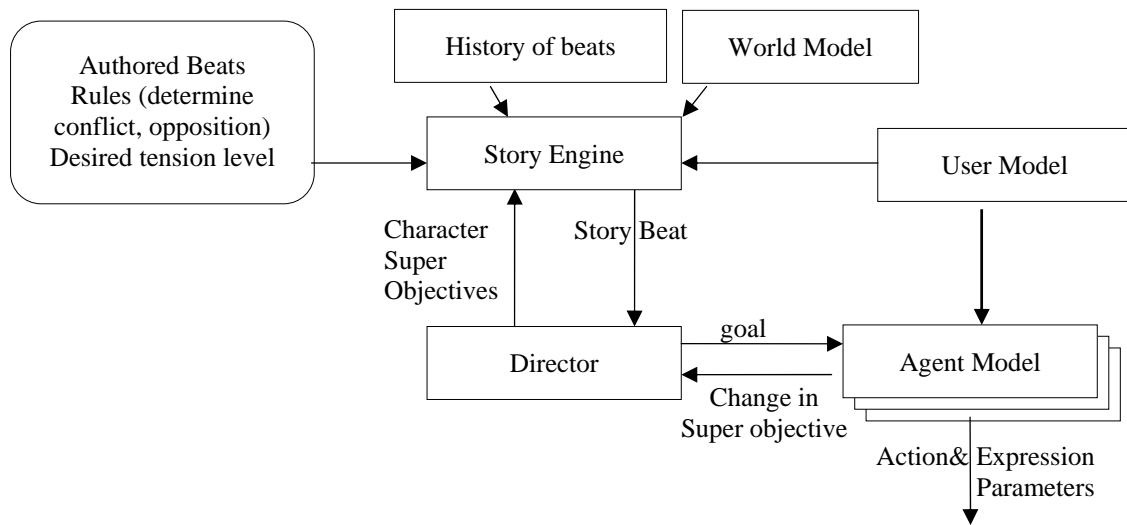 History of beats
World Model
Authored Beats
Rules (determine
conflict, opposition)
Desired tension level
Story Engine
User Model
Character
Super
Objectives
Story Beat
Director
goal
Agent Model
Change in
Super objective
Action& Expression
Parameters